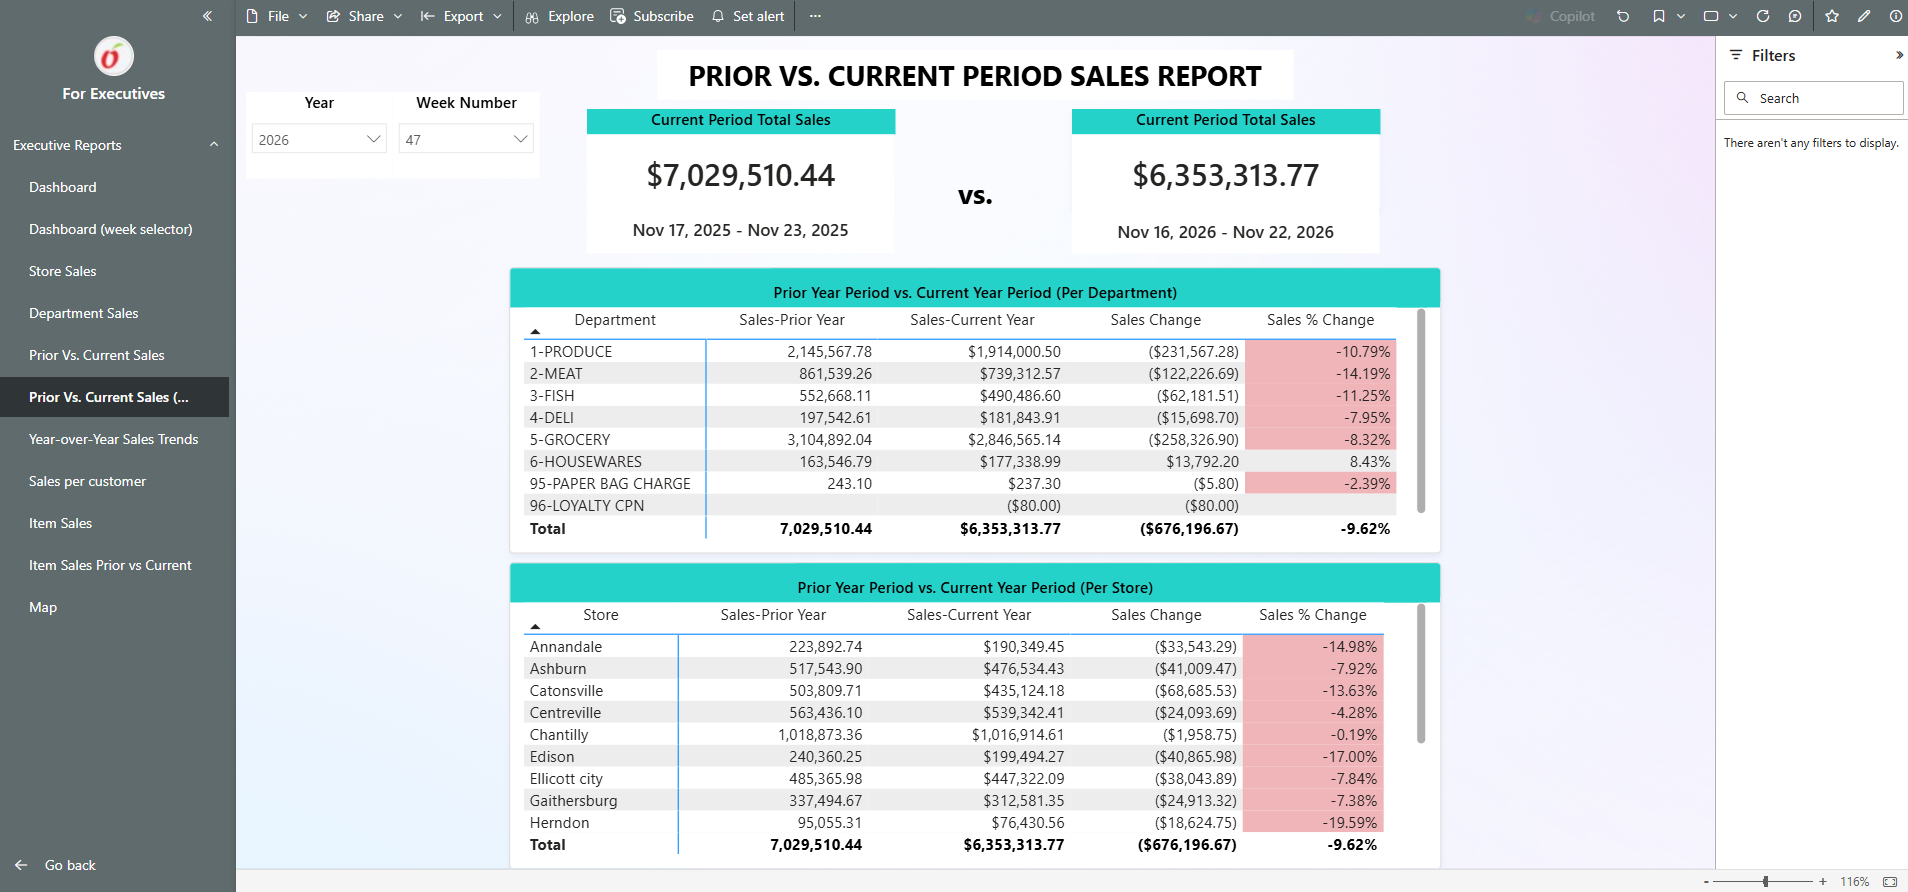 File
Share
Export
Explore
Subscribe
Set alert
...
Copilot
For Executives
Executive Reports
Dashboard
Dashboard (week selector)
Store Sales
Department Sales
Prior Vs. Current Sales
Prior Vs. Current Sales (...
Year-over-Year Sales Trends
Sales per customer
Item Sales
Item Sales Prior vs Current
Map
Go back
PRIOR VS. CURRENT PERIOD SALES REPORT
Year Week Number
2026 47
Current Period Total Sales
$7,029,510.44
Nov 17, 2025 - Nov 23, 2025
vs.
Current Period Total Sales
$6,353,313.77
Nov 16, 2026 - Nov 22, 2026
Prior Year Period vs. Current Year Period (Per Department)
Department Sales-Prior Year Sales-Current Year Sales Change Sales % Change
1-PRODUCE 2,145,567.78 $1,914,000.50 ($231,567.28) -10.79%
2-MEAT 861,539.26 $739,312.57 ($122,226.69) -14.19%
3-FISH 552,668.11 $490,486.60 ($62,181.51) -11.25%
4-DELI 197,542.61 $181,843.91 ($15,698.70) -7.95%
5-GROCERY 3,104,892.04 $2,846,565.14 ($258,326.90) -8.32%
6-HOUSEWARES 163,546.79 $177,338.99 $13,792.20 8.43%
95-PAPER BAG CHARGE 243.10 $237.30 ($5.80) -2.39%
96-LOYALTY CPN ($80.00) ($80.00)
Total 7,029,510.44 $6,353,313.77 ($676,196.67) -9.62%
Prior Year Period vs. Current Year Period (Per Store)
Store Sales-Prior Year Sales-Current Year Sales Change Sales % Change
Annandale 223,892.74 $190,349.45 ($33,543.29) -14.98%
Ashburn 517,543.90 $476,534.43 ($41,009.47) -7.92%
Catonsville 503,809.71 $435,124.18 ($68,685.53) -13.63%
Centreville 563,436.10 $539,342.41 ($24,093.69) -4.28%
Chantilly 1,018,873.36 $1,016,914.61 ($1,958.75) -0.19%
Edison 240,360.25 $199,494.27 ($40,865.98) -17.00%
Ellicott city 485,365.98 $447,322.09 ($38,043.89) -7.84%
Gaithersburg 337,494.67 $312,581.35 ($24,913.32) -7.38%
Herndon 95,055.31 $76,430.56 ($18,624.75) -19.59%
Total 7,029,510.44 $6,353,313.77 ($676,196.67) -9.62%
Filters
Search
There aren't any filters to display.
- + 116%